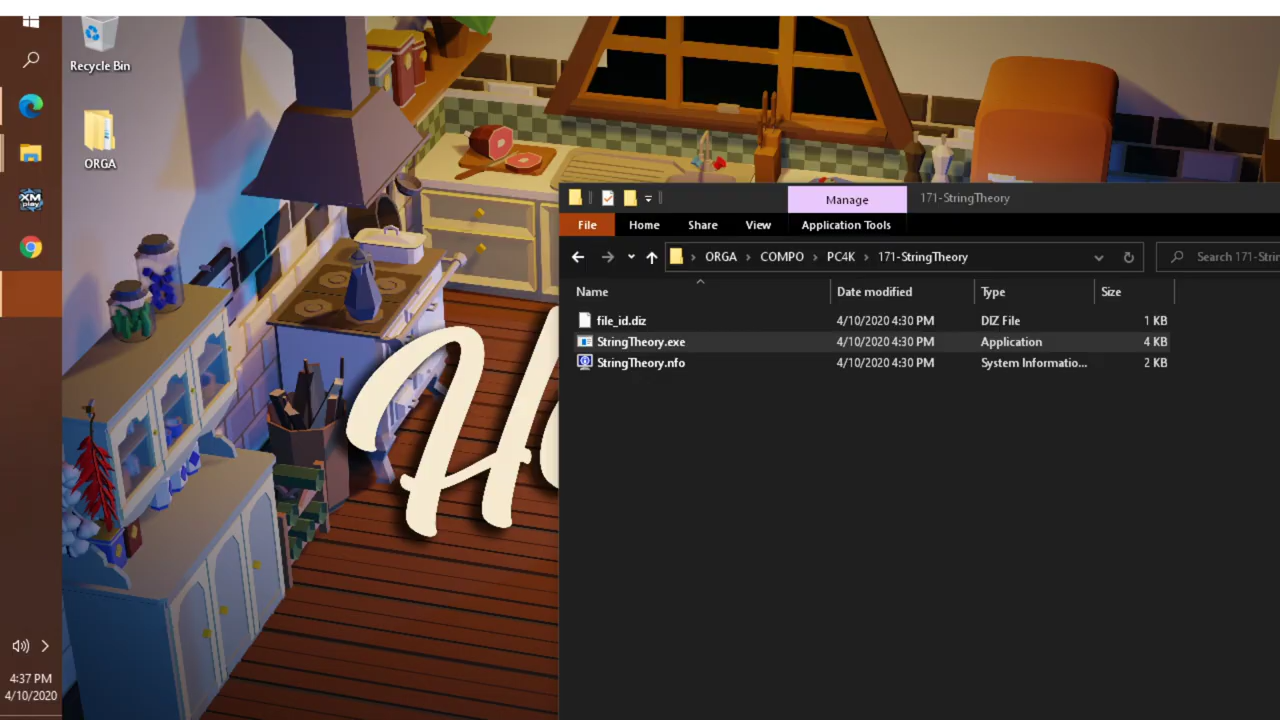 Recycle Bin
ORGA
Manage
171-StringTheory
File
Home
Share
View
Application Tools
ORGA
COMPO
PC4K
171-StringTheory
Search 171-Strin
Name
Date modified
Type
Size
file_id.diz
4/10/2020 4:30 PM
DIZ File
1 KB
StringTheory.exe
4/10/2020 4:30 PM
Application
4 KB
StringTheory.nfo
4/10/2020 4:30 PM
System Informatio...
2 KB
XM
play
4:37 PM
4/10/2020